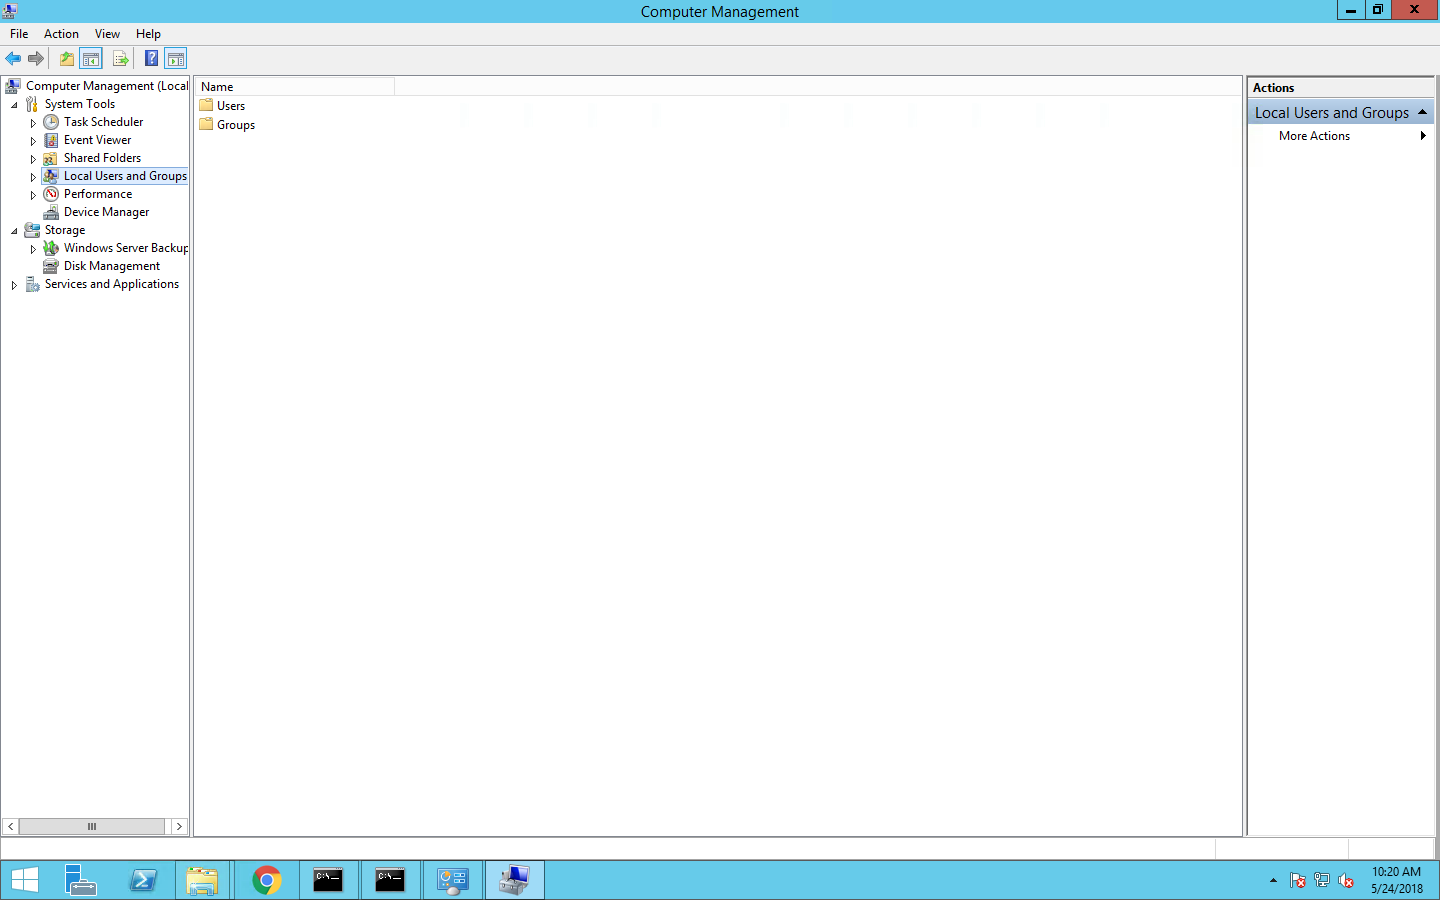 Computer Management
File Action View Help
Computer Management (Local
System Tools
Task Scheduler
Event Viewer
Shared Folders
Local Users and Groups
Performance
Device Manager
Storage
Windows Server Backup
Disk Management
Services and Applications
Name
Users
Groups
Actions
Local Users and Groups
More Actions
10:20 AM
5/24/2018